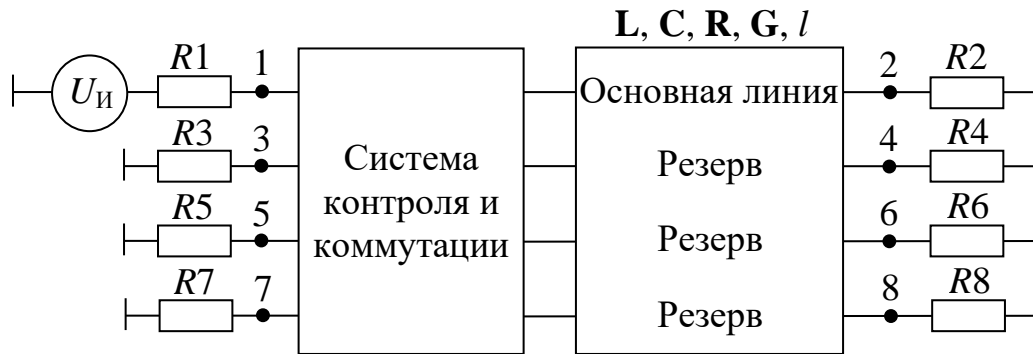 L, C, R, G, l
R1 1 2 R2
Uи Основная линия
R3 3 4 R4
Система контроля и коммутации
Резерв
R5 5 6 R6
Резерв
R7 7 8 R8
Резерв